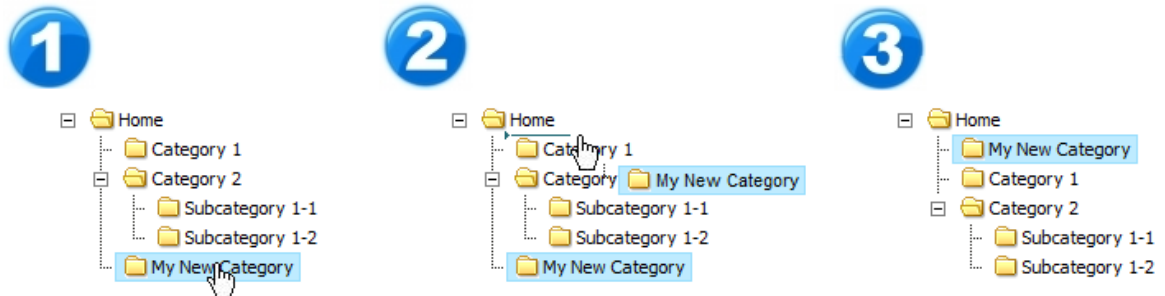 1
Home
Category 1
Category 2
Subcategory 1-1
Subcategory 1-2
My New Category
2
Home
Category 1
Category
My New Category
Subcategory 1-1
Subcategory 1-2
My New Category
3
Home
My New Category
Category 1
Category 2
Subcategory 1-1
Subcategory 1-2